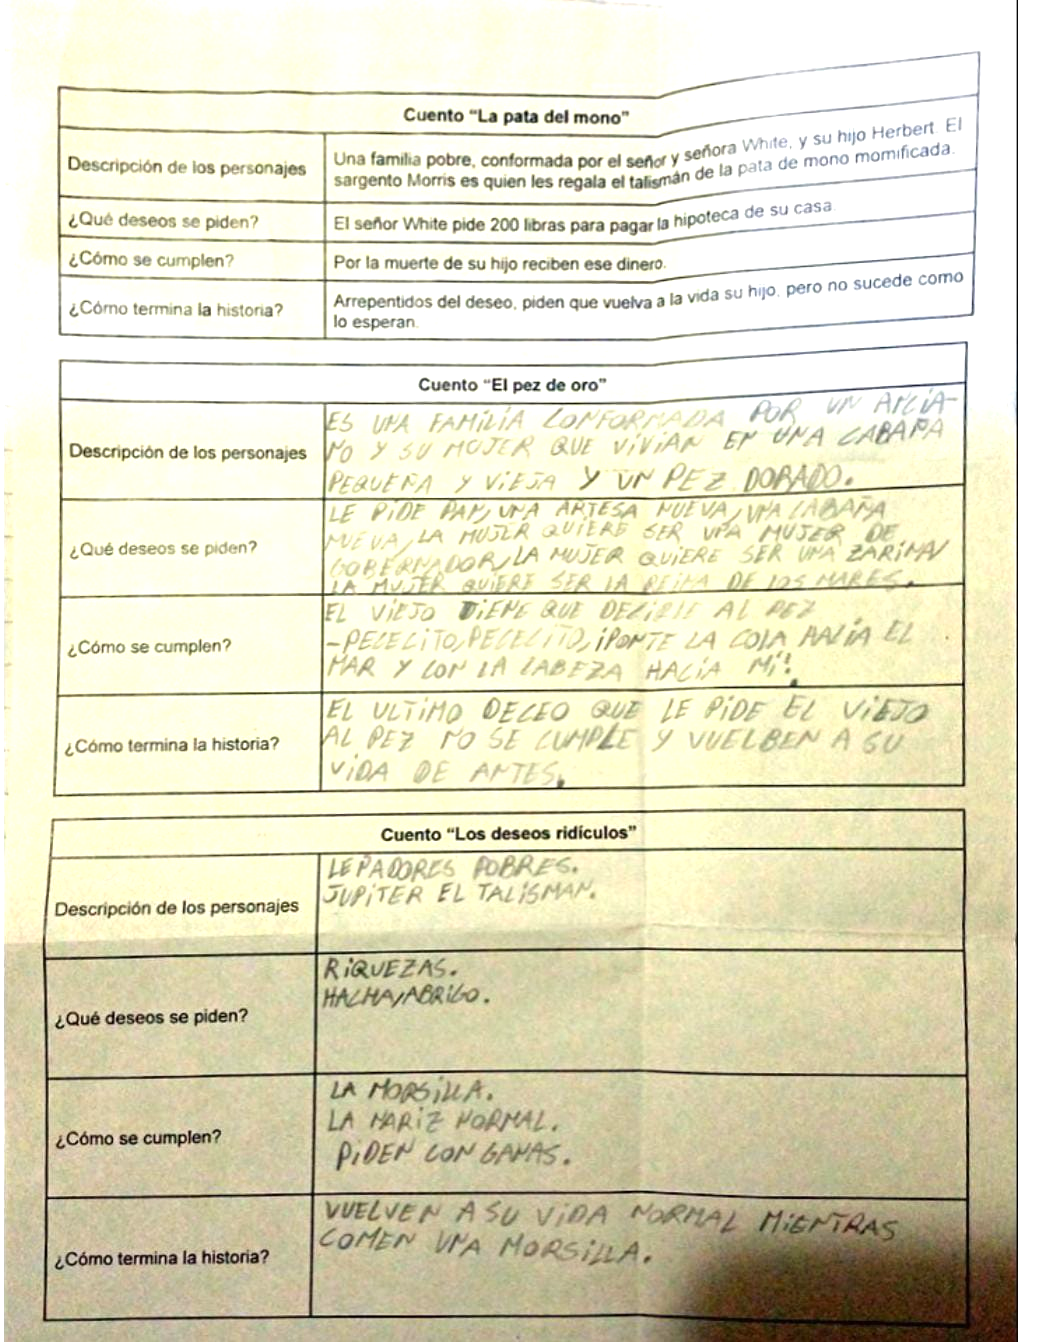 Cuento “La pata del mono”
Descripción de los personajes
Una familia pobre, conformada por el señor y señora White, y su hijo Herbert. El
sargento Morris es quien les regala el talismán de la pata de mono momificada.
¿Qué deseos se piden?
El señor White pide 200 libras para pagar la hipoteca de su casa.
¿Cómo se cumplen?
Por la muerte de su hijo reciben ese dinero.
¿Cómo termina la historia?
Arrepentidos del deseo, piden que vuelva a la vida su hijo, pero no sucede como
lo esperan.
Cuento “El pez de oro”
Descripción de los personajes
ES UNA FAMILIA CONFORMADA POR UN ANCIA-
NO Y SU MUJER QUE VIVIAN EN UNA CABAÑA
PEQUEÑA Y VIEJA Y UN PEZ DORADO.
¿Qué deseos se piden?
LE PIDE PAN, UNA ARTESA NUEVA, UNA CABAÑA
NUEVA, LA MUJER QUIERE SER UNA MUJER DE
GOBERNADOR, LA MUJER QUIERE SER UNA ZARINA,
LA MUJER QUIERE SER LA REINA DE LOS MARES.
¿Cómo se cumplen?
EL VIEJO TIENE QUE DECIRLE AL PEZ
-PECECITO, PECECITO, ¡PONTE LA COLA HACIA EL
MAR Y CON LA CABEZA HACIA MI!.
¿Cómo termina la historia?
EL ULTIMO DECEO QUE LE PIDE EL VIEJO
AL PEZ NO SE CUMPLE Y VUELBEN A SU
VIDA DE ANTES.
Cuento “Los deseos ridículos”
Descripción de los personajes
LEÑADORES POBRES.
JUPITER EL TALISMAN.
¿Qué deseos se piden?
RIQUEZAS.
HACHA, ABRIGO.
¿Cómo se cumplen?
LA MORSILLA.
LA NARIZ NORMAL.
PIDEN CON GANAS.
¿Cómo termina la historia?
VUELVEN A SU VIDA NORMAL MIENTRAS
COMEN UNA MORSILLA.